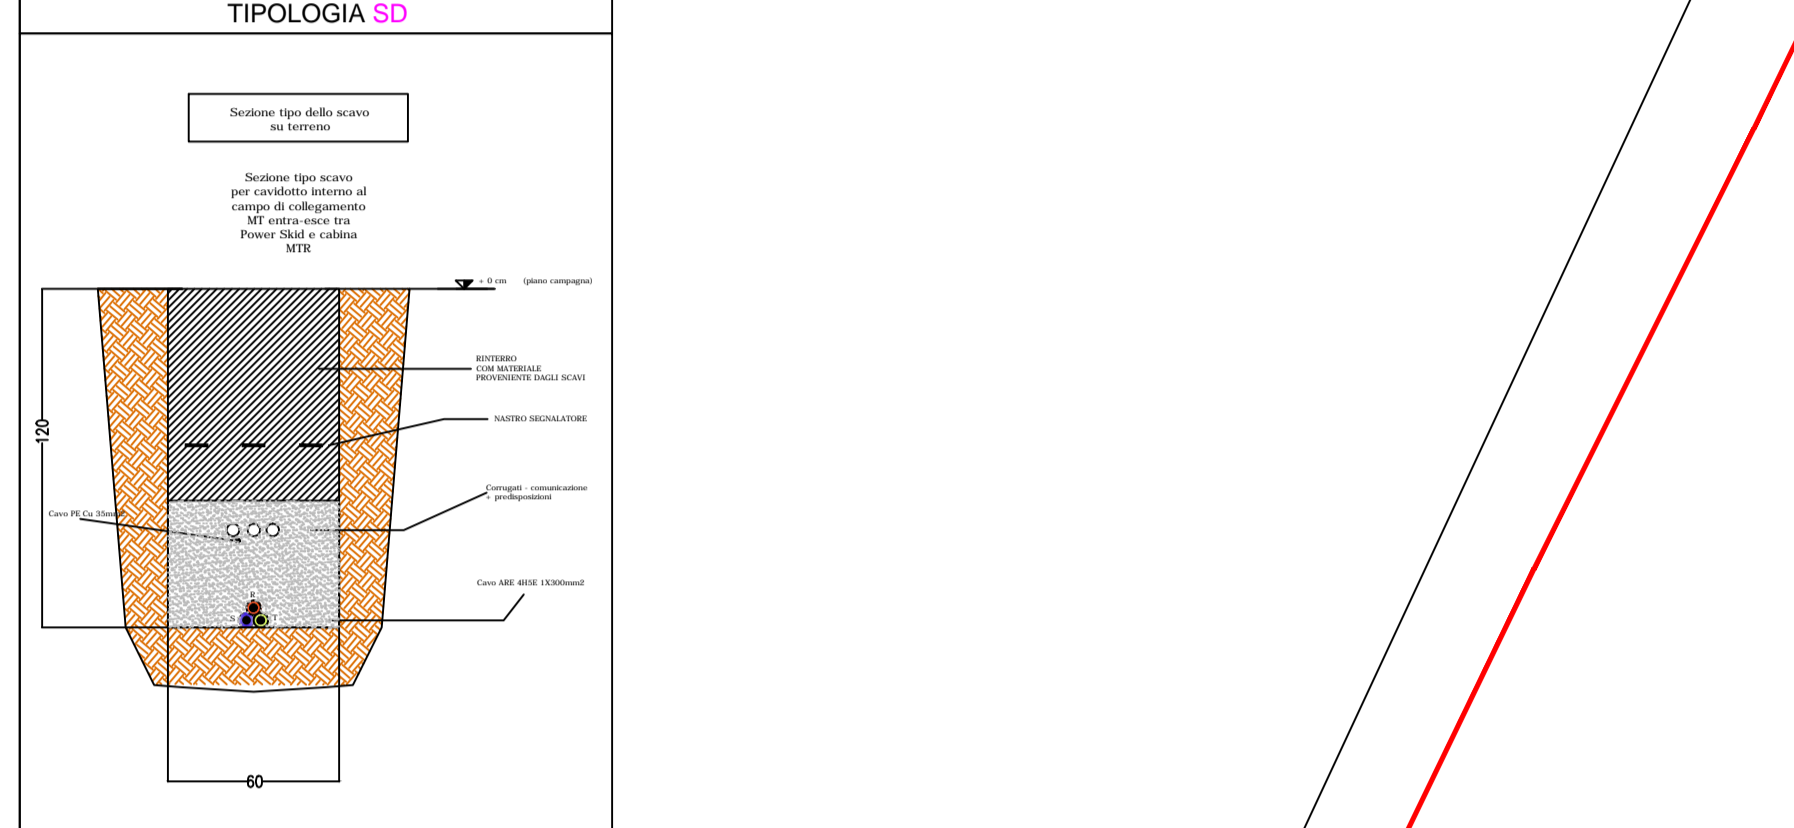 TIPOLOGIA SD
Sezione tipo dello scavo
su terreno
Sezione tipo scavo
per cavidotto interno al
campo di collegamento
MT entra-esce tra
Power Skid e cabina
MTR
+ 0 cm (piano campagna)
RINTERRO
COM MATERIALE
PROVENIENTE DAGLI SCAVI
NASTRO SEGNALATORE
120
Corrugati - comunicazione
+ predisposizioni
Cavo PE Cu 35mm2
Cavo ARE 4H5E 1X300mm2
R
S T
60